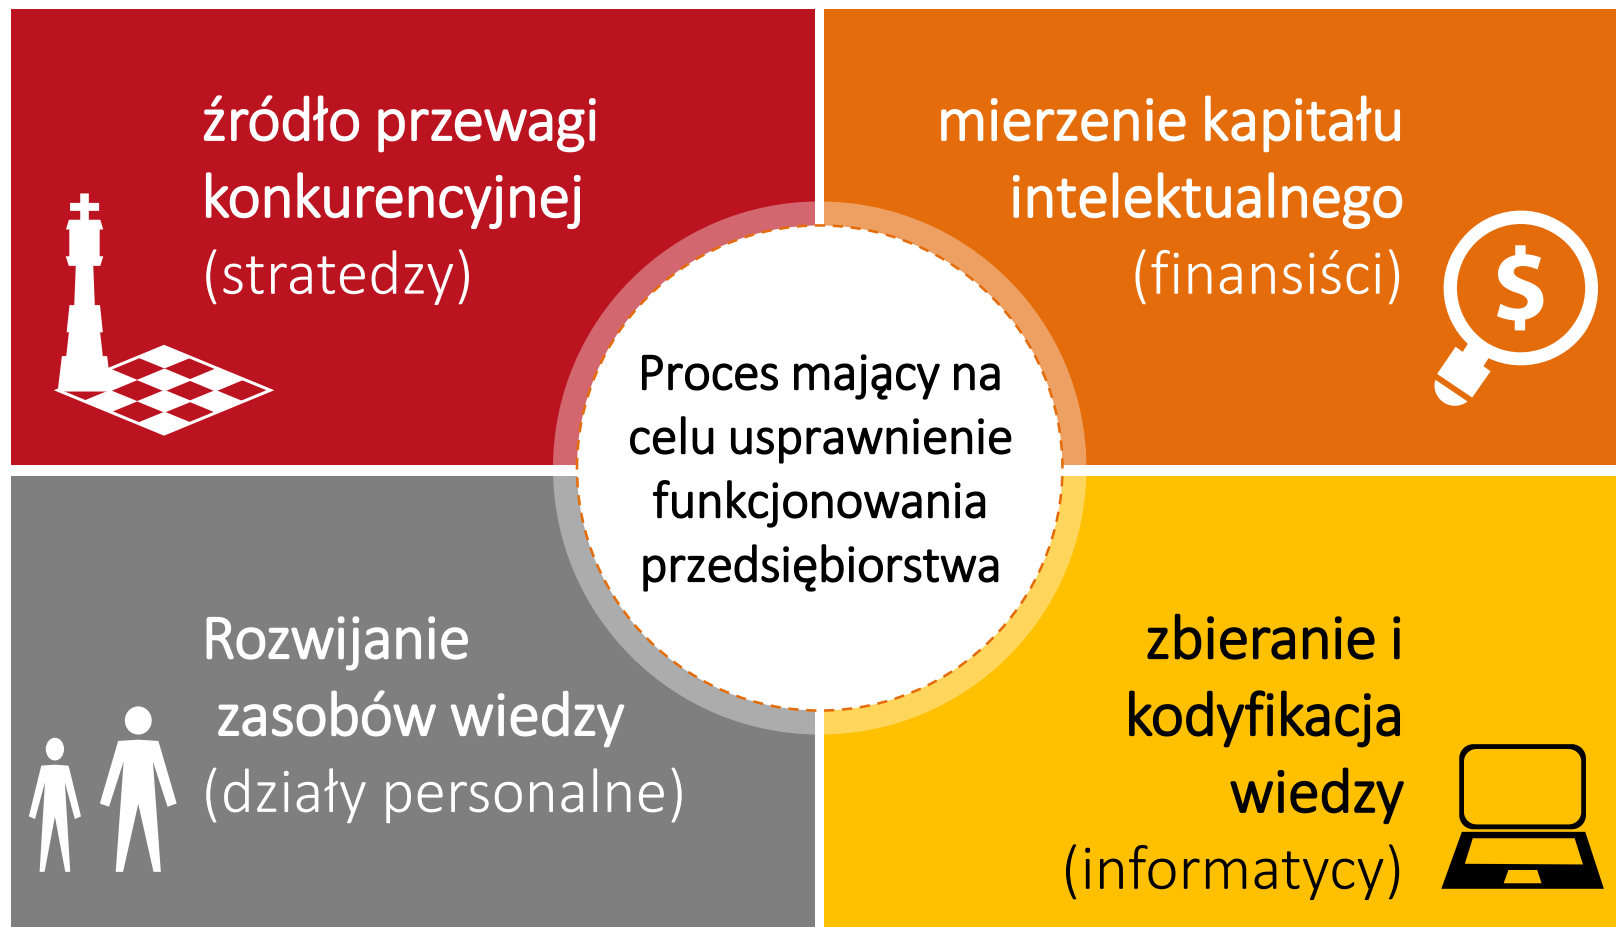 źródło przewagi
konkurencyjnej
(stratedzy)
mierzenie kapitału
intelektualnego
(finansiści)
$
Proces mający na
celu usprawnienie
funkcjonowania
przedsiębiorstwa
Rozwijanie
zasobów wiedzy
(działy personalne)
zbieranie i
kodyfikacja
wiedzy
(informatycy)